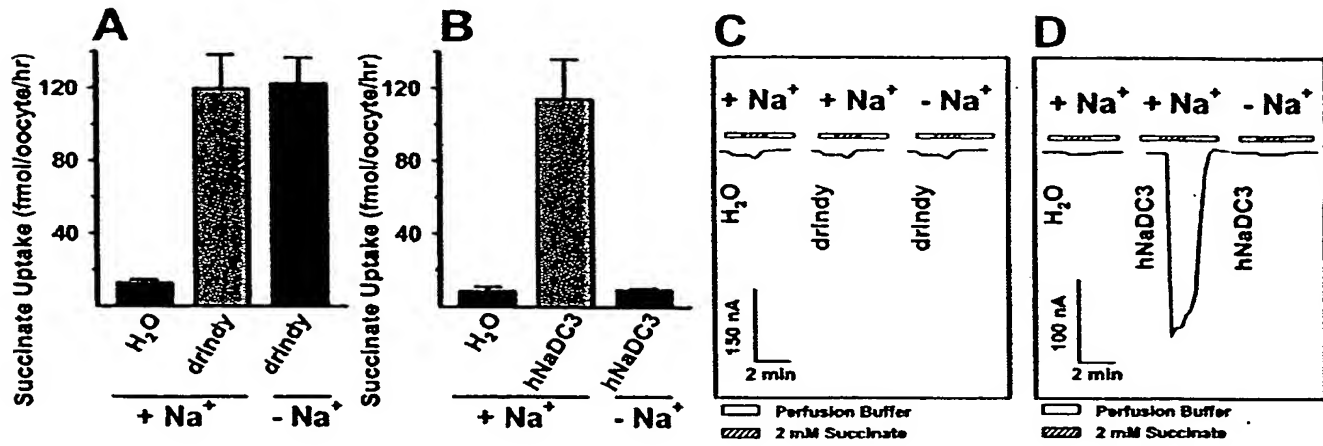 A
Succinate Uptake (fmol/oocyte/hr)
120
80
40
H₂O
drIndy
drIndy
+ Na⁺
- Na⁺
B
Succinate Uptake (fmol/oocyte/hr)
120
80
40
H₂O
hNaDC3
hNaDC3
+ Na⁺
- Na⁺
C
+ Na⁺ + Na⁺ - Na⁺
H₂O
drIndy
drIndy
150 nA
2 min
Perfusion Buffer
2 mM Succinate
D
+ Na⁺ + Na⁺ - Na⁺
H₂O
hNaDC3
hNaDC3
100 nA
2 min
Perfusion Buffer
2 mM Succinate